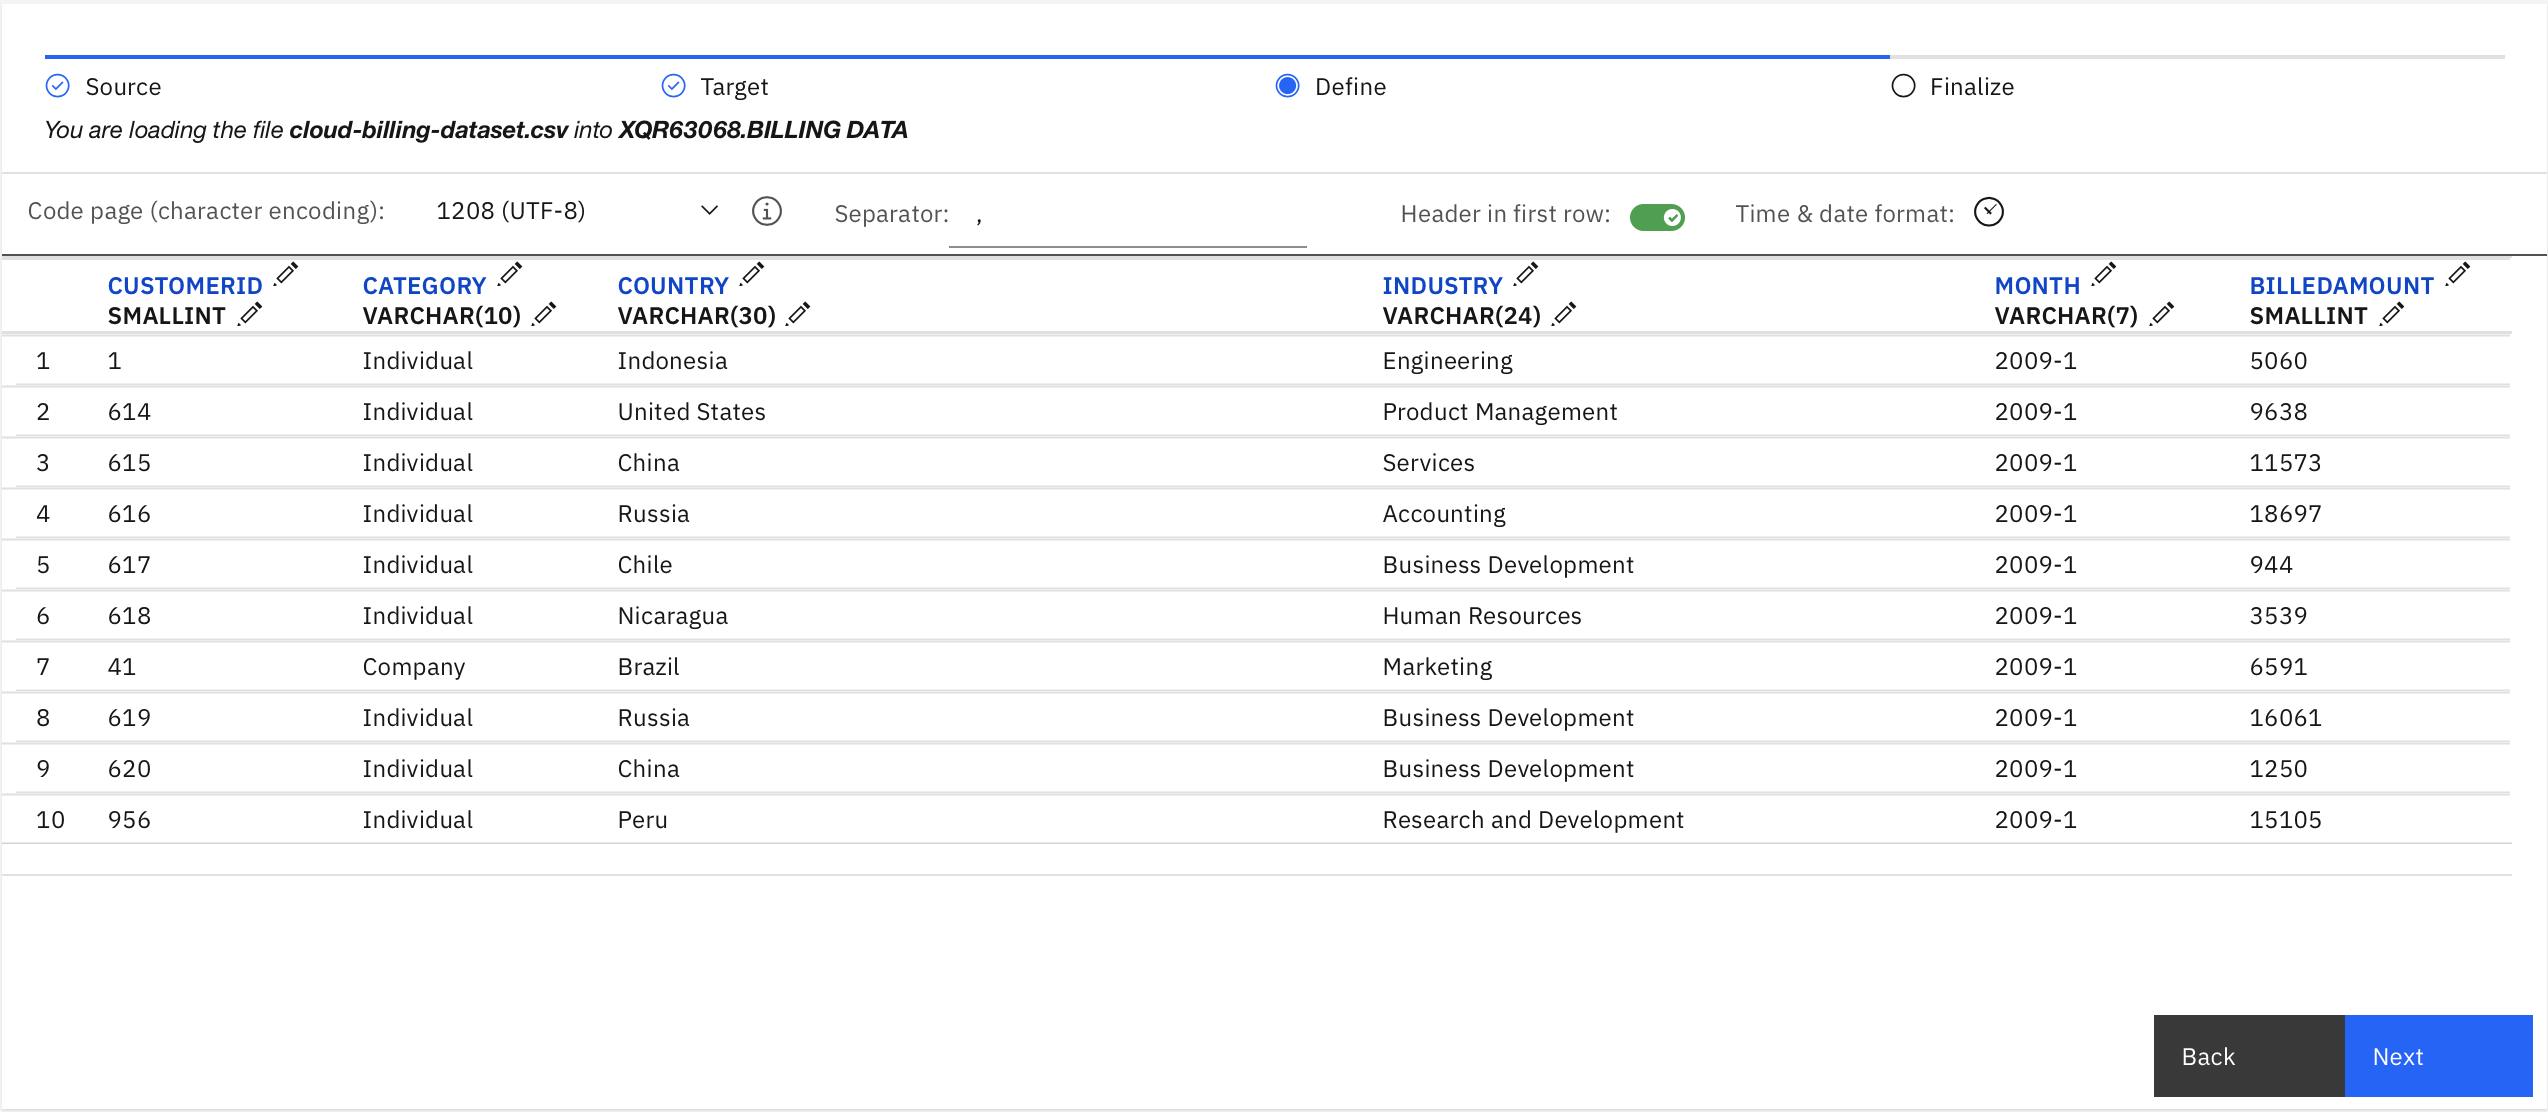 Source Target Define Finalize
You are loading the file cloud-billing-dataset.csv into XQR63068.BILLING DATA
Code page (character encoding): 1208 (UTF-8) Separator: , Header in first row: Time & date format:
CUSTOMERID CATEGORY COUNTRY INDUSTRY MONTH BILLEDAMOUNT
SMALLINT VARCHAR(10) VARCHAR(30) VARCHAR(24) VARCHAR(7) SMALLINT
1 1 Individual Indonesia Engineering 2009-1 5060
2 614 Individual United States Product Management 2009-1 9638
3 615 Individual China Services 2009-1 11573
4 616 Individual Russia Accounting 2009-1 18697
5 617 Individual Chile Business Development 2009-1 944
6 618 Individual Nicaragua Human Resources 2009-1 3539
7 41 Company Brazil Marketing 2009-1 6591
8 619 Individual Russia Business Development 2009-1 16061
9 620 Individual China Business Development 2009-1 1250
10 956 Individual Peru Research and Development 2009-1 15105
Back Next